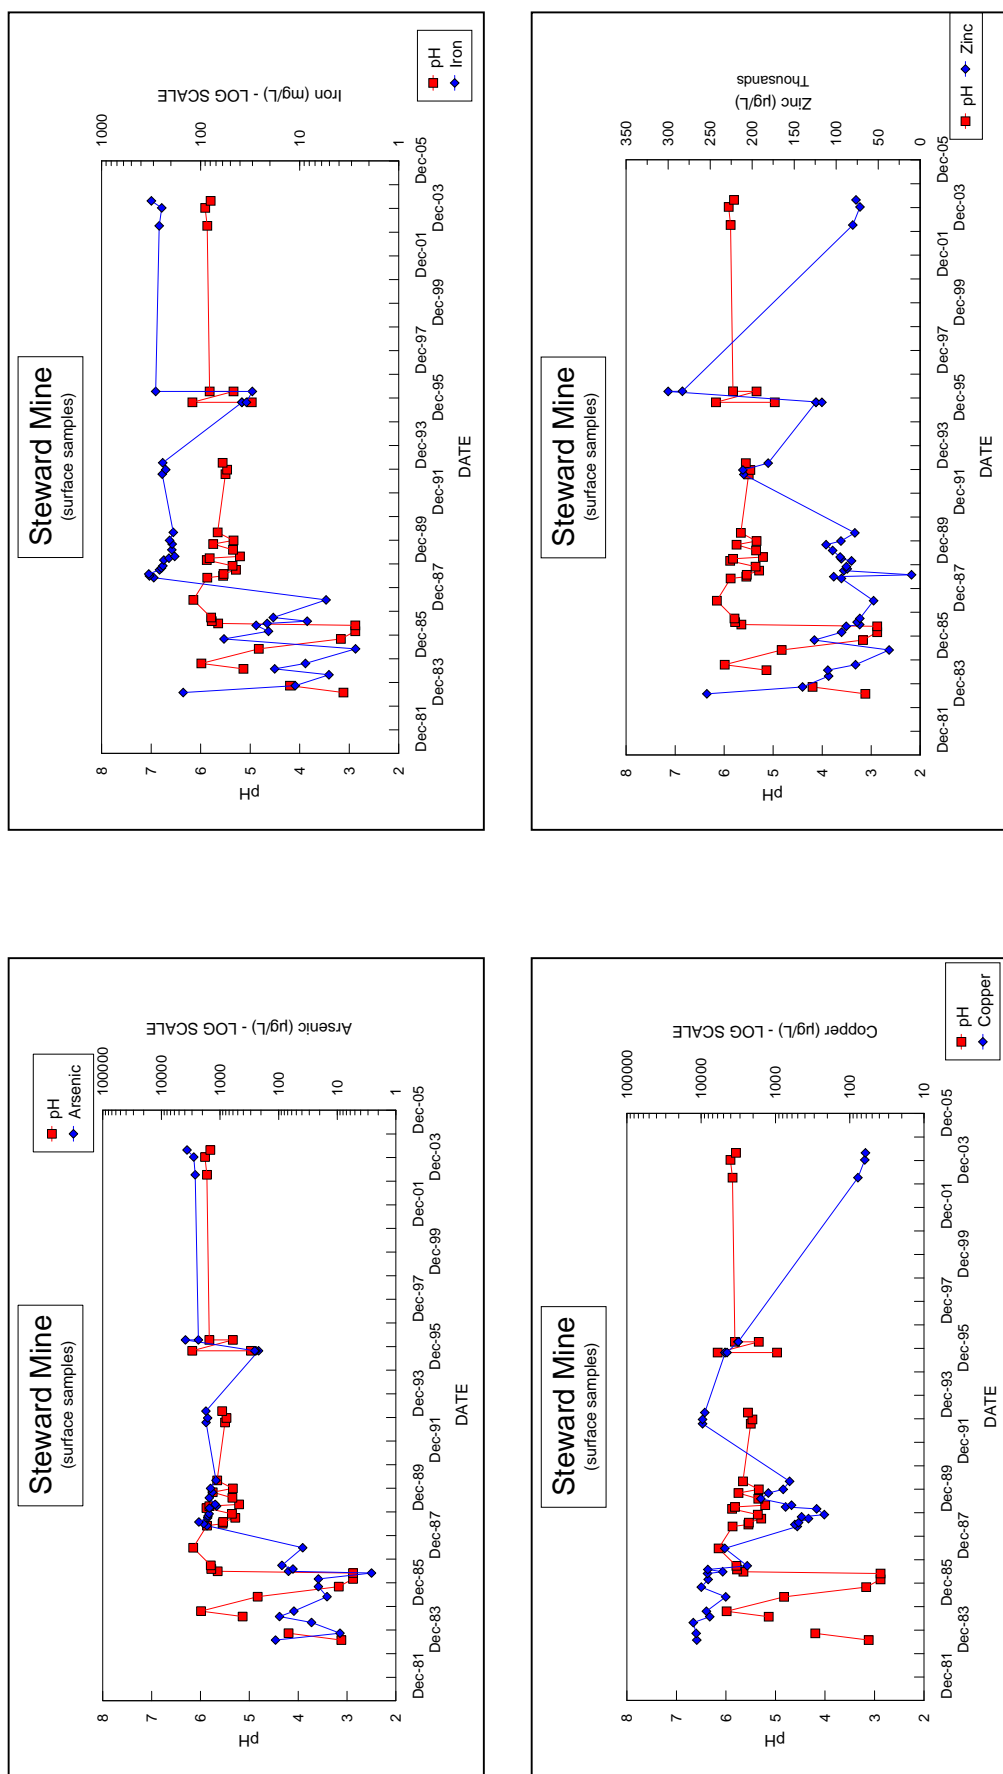 Steward Mine
(surface samples)
pH
Arsenic
8
7
6
5
4
3
2
pH
100000
10000
1000
100
10
1
Arsenic (µg/L) - LOG SCALE
Dec-81
Dec-83
Dec-85
Dec-87
Dec-89
Dec-91
Dec-93
Dec-95
Dec-97
Dec-99
Dec-01
Dec-03
Dec-05
DATE
Steward Mine
(surface samples)
pH
Iron
8
7
6
5
4
3
2
pH
1000
100
10
1
Iron (mg/L) - LOG SCALE
Dec-81
Dec-83
Dec-85
Dec-87
Dec-89
Dec-91
Dec-93
Dec-95
Dec-97
Dec-99
Dec-01
Dec-03
Dec-05
DATE
Steward Mine
(surface samples)
8
7
6
5
4
3
2
pH
100000
10000
1000
100
10
Copper (µg/L) - LOG SCALE
Dec-81
Dec-83
Dec-85
Dec-87
Dec-89
Dec-91
Dec-93
Dec-95
Dec-97
Dec-99
Dec-01
Dec-03
Dec-05
DATE
pH
Copper
Steward Mine
(surface samples)
8
7
6
5
4
3
2
pH
350
300
250
200
150
100
50
0
Zinc (µg/L)
Thousands
Dec-81
Dec-83
Dec-85
Dec-87
Dec-89
Dec-91
Dec-93
Dec-95
Dec-97
Dec-99
Dec-01
Dec-03
Dec-05
DATE
pH Zinc